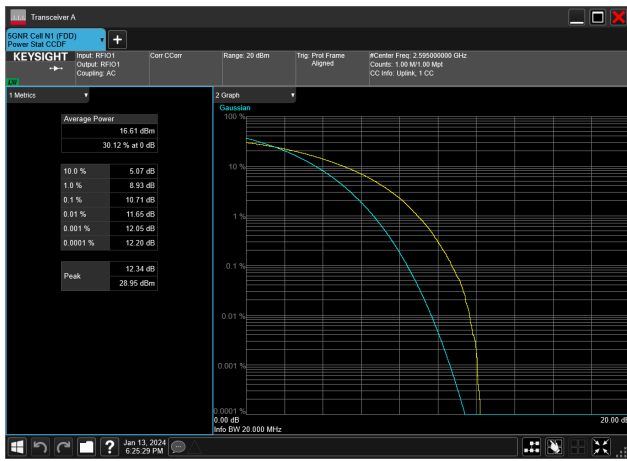 Transceiver A
5GNR Cell N1 (FDD)
Power Stat CCDF
KEYSIGHT
Input: RFIO1
Output: RFIO1
Coupling: AC
Corr CCorr
Range: 20 dBm
Trig: Prot Frame
Aligned
#Center Freq: 2.595000000 GHz
Counts: 1.00 M/1.00 Mpt
CC Info: Uplink, 1 CC
LNI
1 Metrics
Average Power
16.61 dBm
30.12 % at 0 dB
10.0 % 5.07 dB
1.0 % 8.93 dB
0.1 % 10.71 dB
0.01 % 11.65 dB
0.001 % 12.05 dB
0.0001 % 12.20 dB
Peak 12.34 dB
28.95 dBm
2 Graph
Gaussian
100 %
10 %
1 %
0.1 %
0.01 %
0.001 %
0.0001 %
0.00 dB
20.00 dB
Info BW 20.000 MHz
Jan 13, 2024
6:25:29 PM